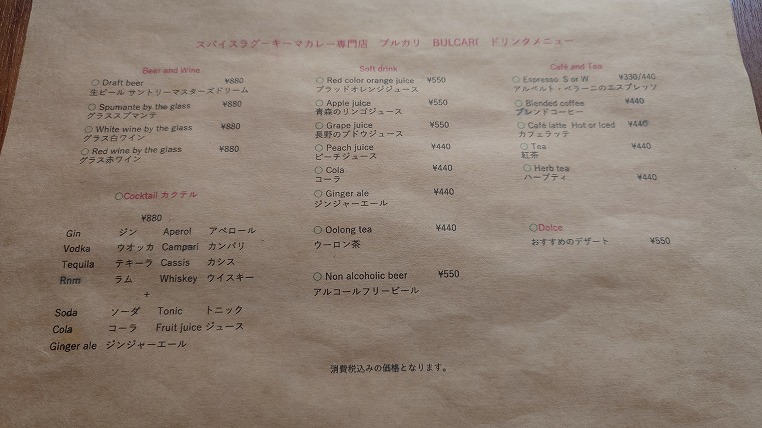 スパイスラグーキーマカレー専門店 ブルカリ BULCARI ドリンクメニュー
Beer and Wine
○ Draft beer ¥880
生ビール サントリーマスターズドリーム
○ Spumante by the glass ¥880
グラススプマンテ
○ White wine by the glass ¥880
グラス白ワイン
○ Red wine by the glass ¥880
グラス赤ワイン
○Cocktail カクテル
¥880
Gin ジン Aperol アペロール
Vodka ウオッカ Campari カンパリ
Tequila テキーラ Cassis カシス
Rnm ラム Whiskey ウイスキー
+
Soda ソーダ Tonic トニック
Cola コーラ Fruit juice ジュース
Ginger ale ジンジャーエール
Soft drink
○ Red color orange juice ¥550
ブラッドオレンジジュース
○ Apple juice ¥550
青森のリンゴジュース
○ Grape juice ¥550
長野のブドウジュース
○ Peach juice ¥440
ピーチジュース
○ Cola ¥440
コーラ
○ Ginger ale ¥440
ジンジャーエール
○ Oolong tea ¥440
ウーロン茶
○ Non alcoholic beer ¥550
アルコールフリービール
Café and Tea
○ Espresso S or W ¥330/440
アルベルト・ベラーニのエスプレッソ
○ Blended coffee ¥440
ブレンドコーヒー
○ Café latte Hot or Iced ¥440
カフェラッテ
○ Tea ¥440
紅茶
○ Herb tea
ハーブティ ¥440
○Dolce
おすすめのデザート ¥550
消費税込みの価格となります。